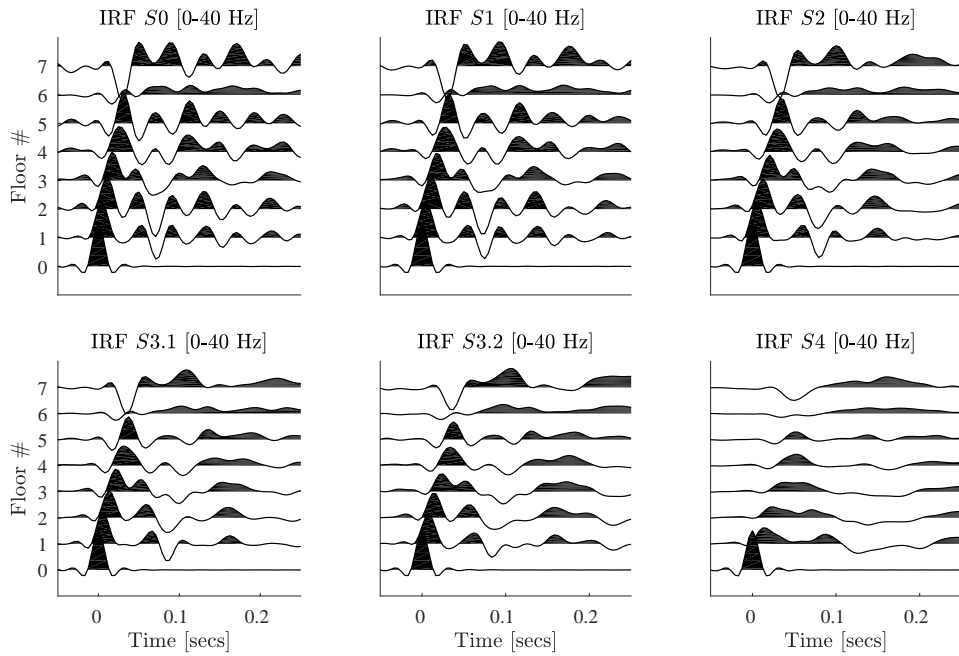 IRF S0 [0-40 Hz]
IRF S1 [0-40 Hz]
IRF S2 [0-40 Hz]
Floor #
7
6
5
4
3
2
1
0
IRF S3.1 [0-40 Hz]
IRF S3.2 [0-40 Hz]
IRF S4 [0-40 Hz]
Floor #
7
6
5
4
3
2
1
0
0 0.1 0.2
0 0.1 0.2
0 0.1 0.2
Time [secs]
Time [secs]
Time [secs]